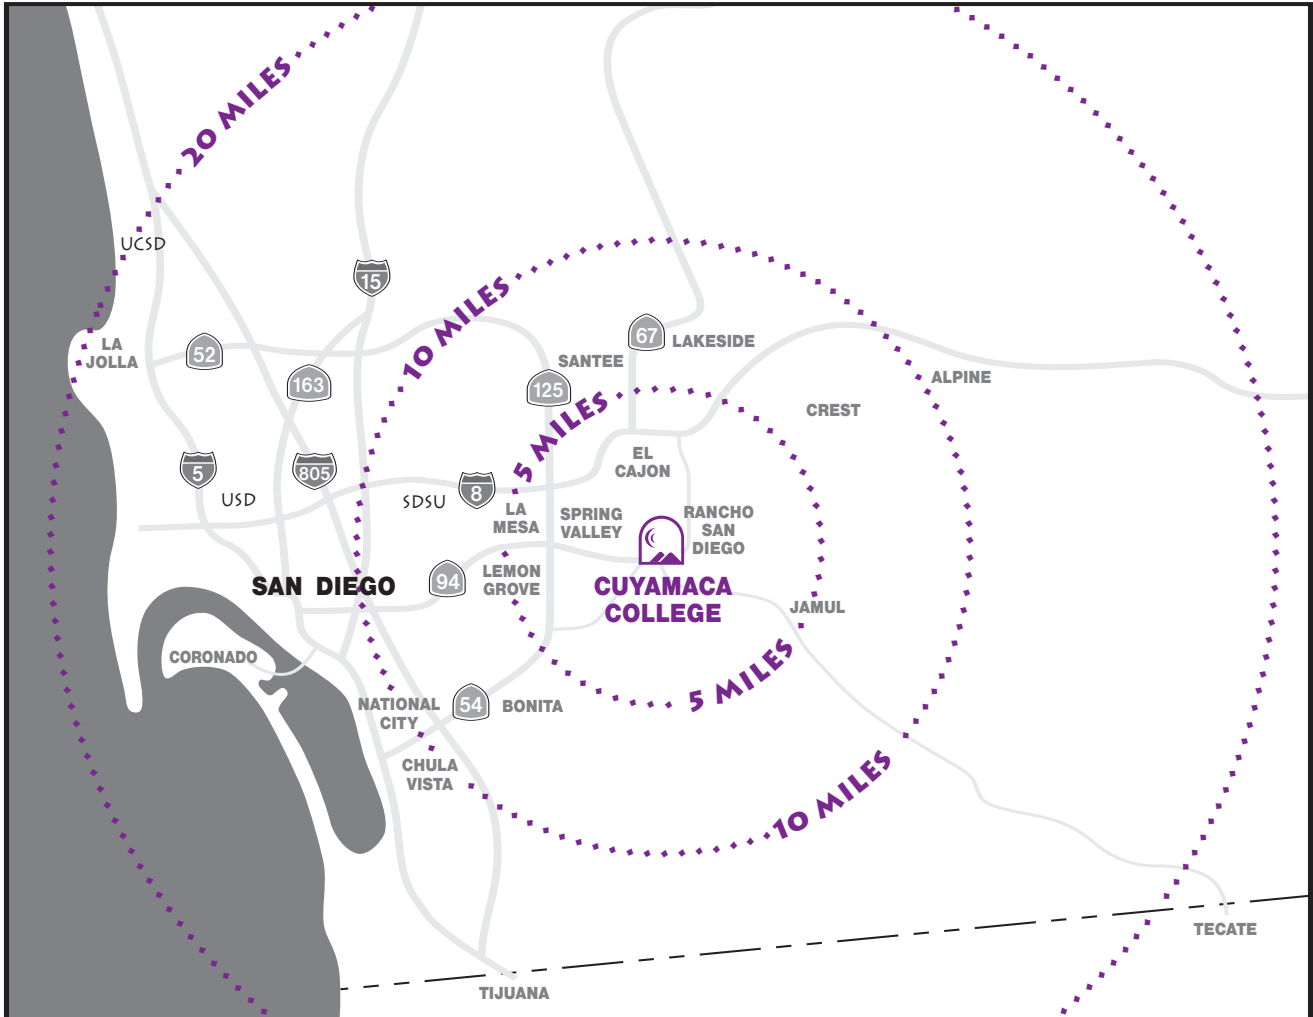 20 MILES
UCSD
15
10 MILES
67
LAKESIDE
LA
JOLLA
52
SANTEE
163
125
ALPINE
5 MILES
CREST
EL
CAJON
5
805
8
USD
SDSU
LA
MESA
SPRING
VALLEY
RANCHO
SAN
DIEGO
SAN DIEGO
94
LEMON
GROVE
CUYAMACA
COLLEGE
JAMUL
CORONADO
5 MILES
NATIONAL
CITY
54
BONITA
CHULA
VISTA
10 MILES
TECATE
TIJUANA